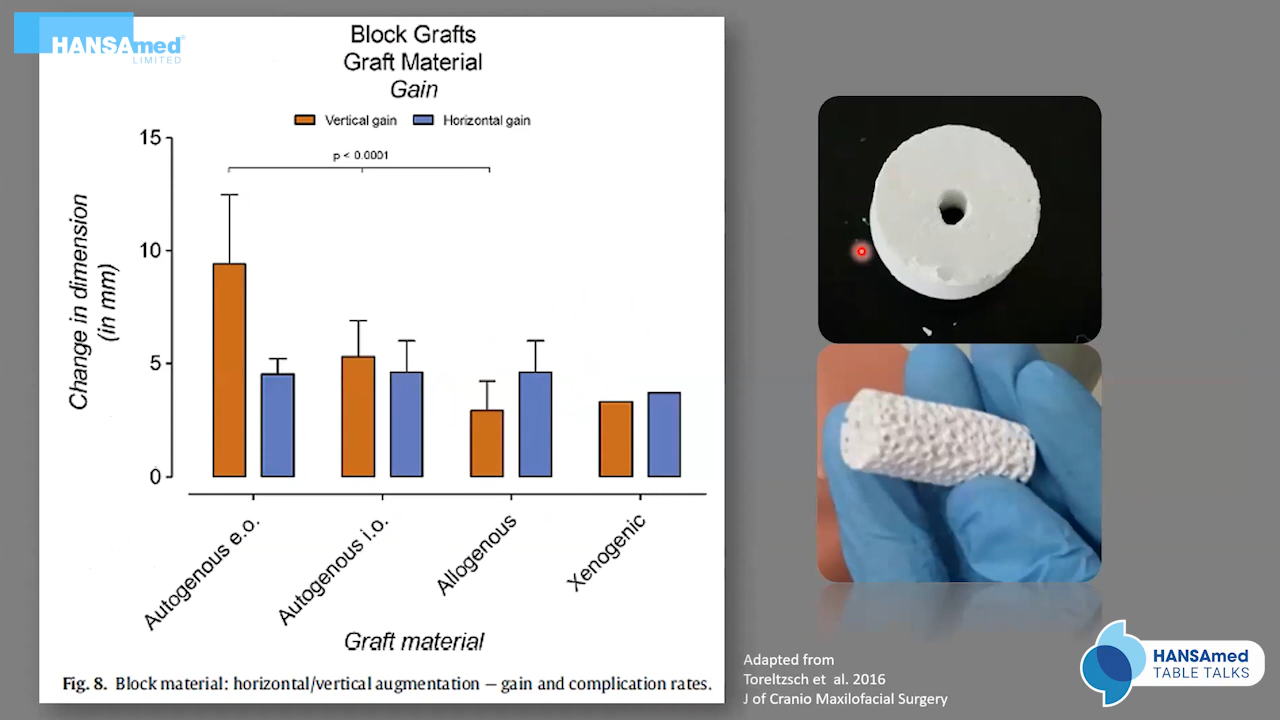 HANSAmed
LIMITED
Block Grafts
Graft Material
Gain
Vertical gain
Horizontal gain
p < 0.0001
15
10
5
0
Change in dimension
(in mm)
Autogenous e.o.
Autogenous i.o.
Allogenous
Xenogenic
Graft material
Fig. 8. Block material: horizontal/vertical augmentation — gain and complication rates.
Adapted from
Toreltzsch et al. 2016
J of Cranio Maxilofacial Surgery
HANSAmed
TABLE TALKS